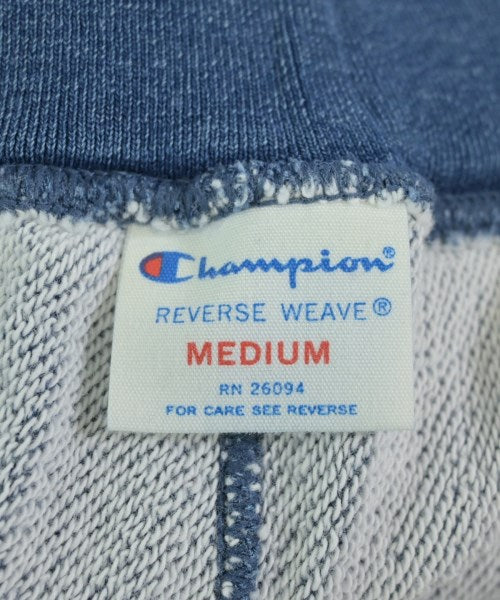 Champion®
REVERSE WEAVE®
MEDIUM
RN 26094
FOR CARE SEE REVERSE